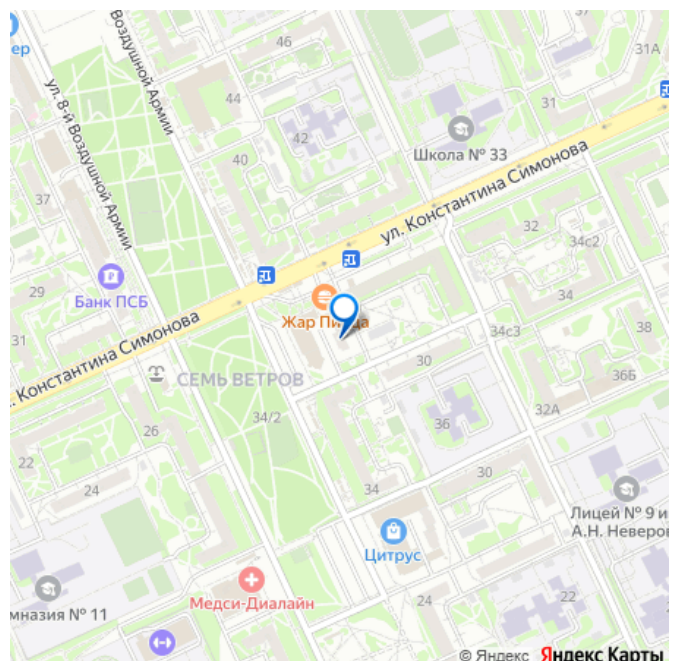 Воздушной Армии
46
31А
ер
44
31
ул. 8-й Воздушной Армии
42
Школа № 33
40
ул. Константина Симонова
37
32
34с2
29
Банк ПСБ
34
Жар Пицца
38
31
34с3
. Константина Симонова
30
СЕМЬ ВЕТРОВ
36Б
32А
34/2
36
26
22
24
34
30
Лицей № 9 и
А.Н. Неверов
Цитрус
Медси-Диалайн
24
22
мназия № 11
© Яндекс Яндекс Карты